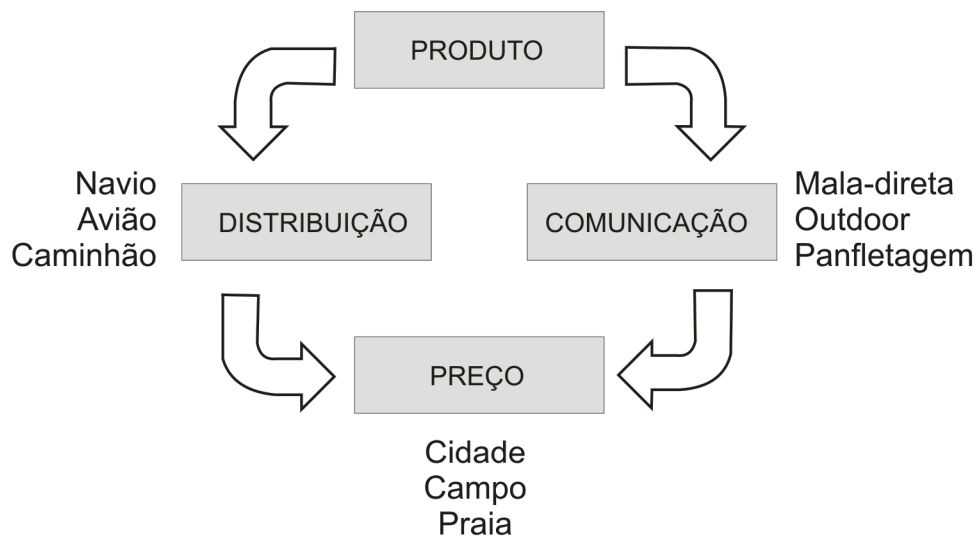 PRODUTO
Navio
Avião
Caminhão
DISTRIBUIÇÃO
COMUNICAÇÃO
Mala-direta
Outdoor
Panfletagem
PREÇO
Cidade
Campo
Praia